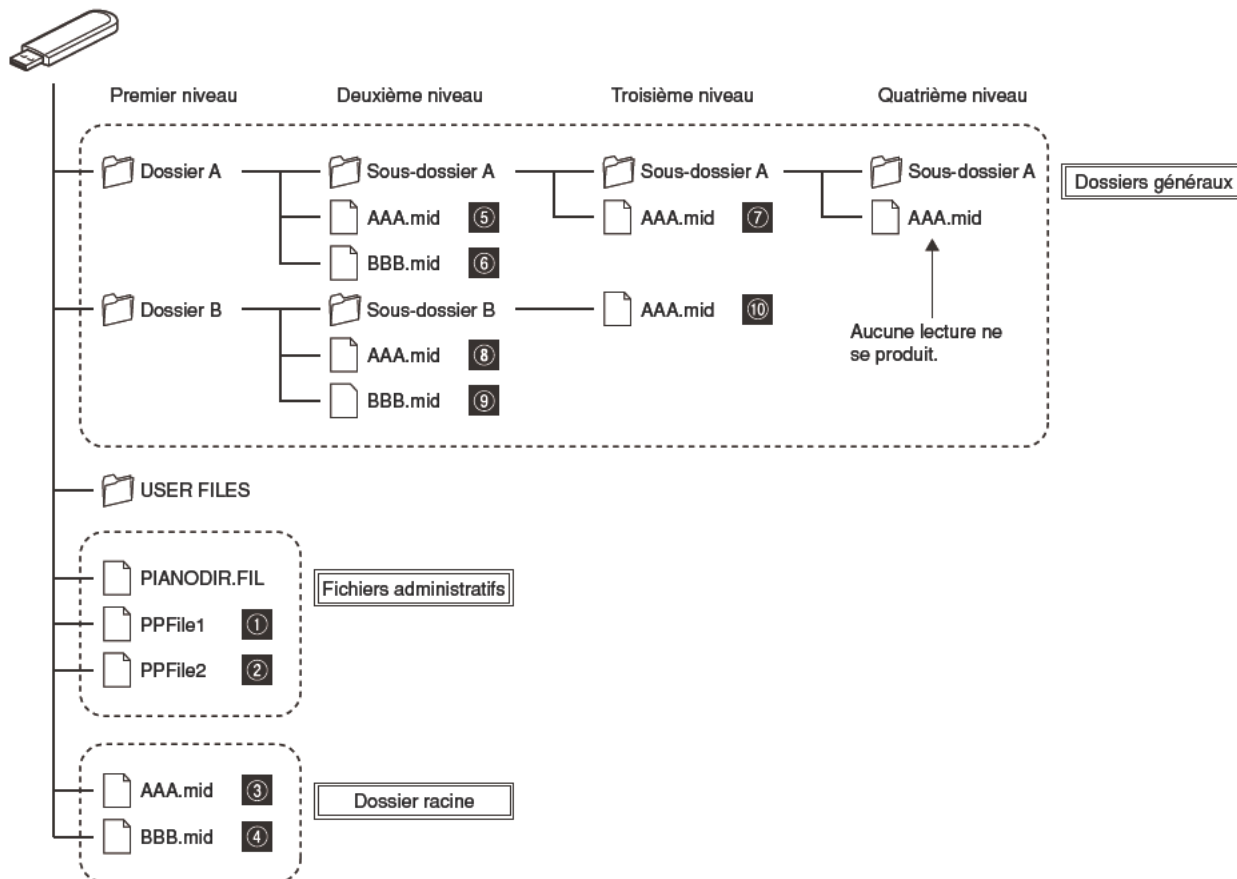 Premier niveau Deuxième niveau Troisième niveau Quatrième niveau
Dossier A Sous-dossier A Sous-dossier A Sous-dossier A Dossiers généraux
AAA.mid ⑤ AAA.mid ⑦ AAA.mid
BBB.mid ⑥
Dossier B Sous-dossier B AAA.mid ⑩
Aucune lecture ne
se produit.
AAA.mid ⑧
BBB.mid ⑨
USER FILES
PIANODIR.FIL Fichiers administratifs
PPFile1 ①
PPFile2 ②
AAA.mid ③ Dossier racine
BBB.mid ④